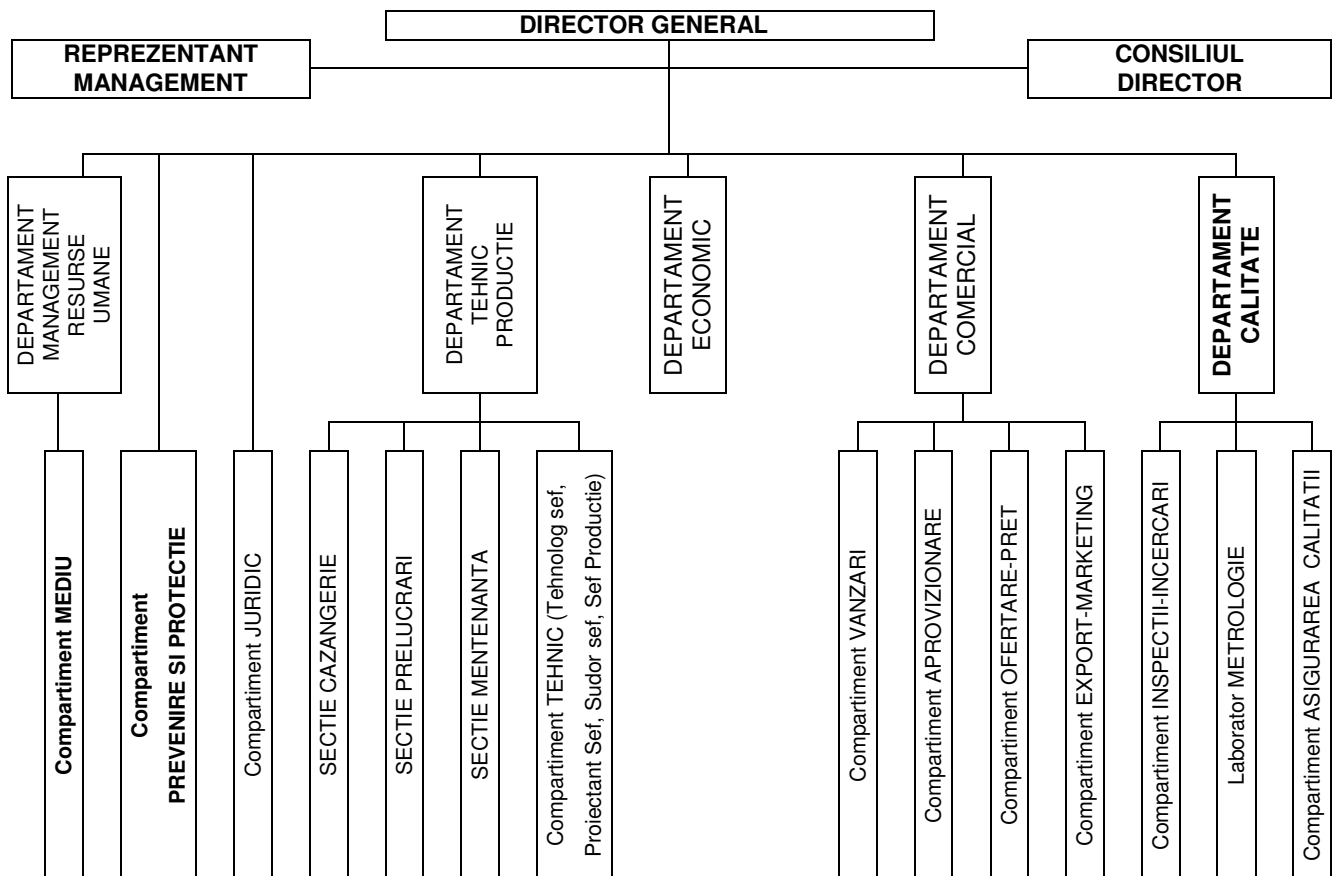 DIRECTOR GENERAL
REPREZENTANT
MANAGEMENT
CONSILIUL
DIRECTOR
DEPARTAMENT
MANAGEMENT
RESURSE
UMANE
DEPARTAMENT
TEHNIC
PRODUCTIE
DEPARTAMENT
ECONOMIC
DEPARTAMENT
COMERCIAL
DEPARTAMENT
CALITATE
Compartiment MEDIU
Compartiment
PREVENIRE SI PROTECTIE
Compartiment JURIDIC
SECTIE CAZANGERIE
SECTIE PRELUCRARI
SECTIE MENTENANTA
Compartiment TEHNIC (Tehnolog sef,
Proiectant Sef, Sudor sef, Sef Productie)
Compartiment VANZARI
Compartiment APROVIZIONARE
Compartiment OFERTARE-PRET
Compartiment EXPORT-MARKETING
Compartiment INSPECTII-INCERCARI
Laborator METROLOGIE
Compartiment ASIGURAREA CALITATII